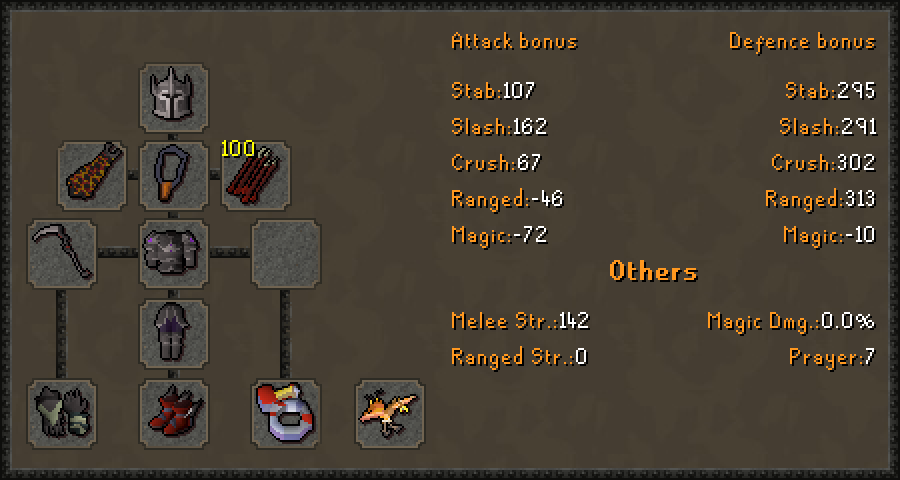 Attack bonus Defence bonus
Stab:107 Stab:295
Slash:162 Slash:291
100
Crush:67 Crush:302
Ranged:-46 Ranged:313
Magic:-72 Magic:-10
Others
Melee Str.:142 Magic Dmg.:0.0%
Ranged Str.:0 Prayer:7